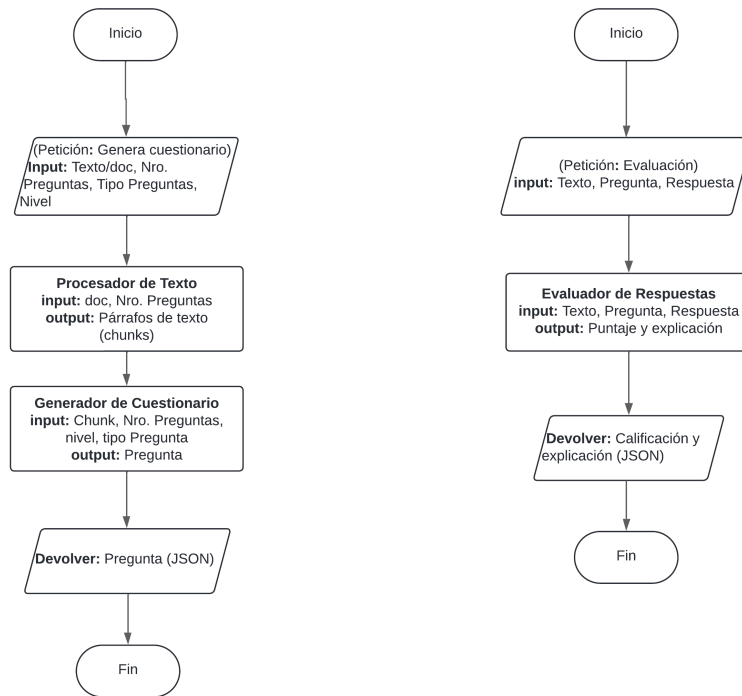 Inicio
(Petición: Genera cuestionario)
Input: Texto/doc, Nro.
Preguntas, Tipo Preguntas,
Nivel
Procesador de Texto
input: doc, Nro. Preguntas
output: Párrafos de texto
(chunks)
Generador de Cuestionario
input: Chunk, Nro. Preguntas,
nivel, tipo Pregunta
output: Pregunta
Devolver: Pregunta (JSON)
Fin
Inicio
(Petición: Evaluación)
input: Texto, Pregunta, Respuesta
Evaluador de Respuestas
input: Texto, Pregunta, Respuesta
output: Puntaje y explicación
Devolver: Calificación y
explicación (JSON)
Fin